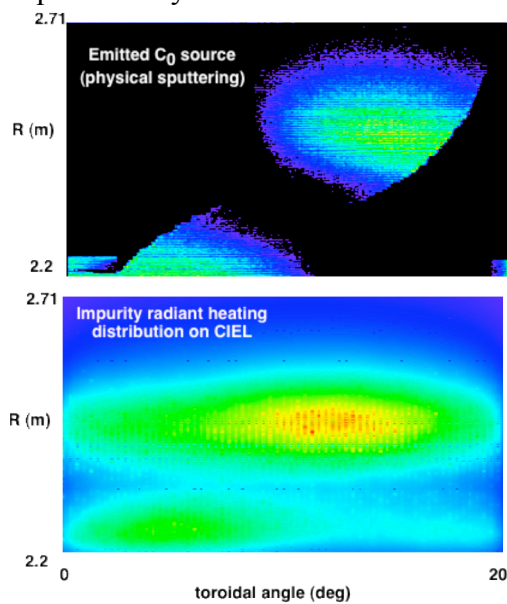 2.71
Emitted C0 source
(physical sputtering)
R (m)
2.2
2.71
Impurity radiant heating
distribution on CIEL
R (m)
2.2
0
20
toroidal angle (deg)